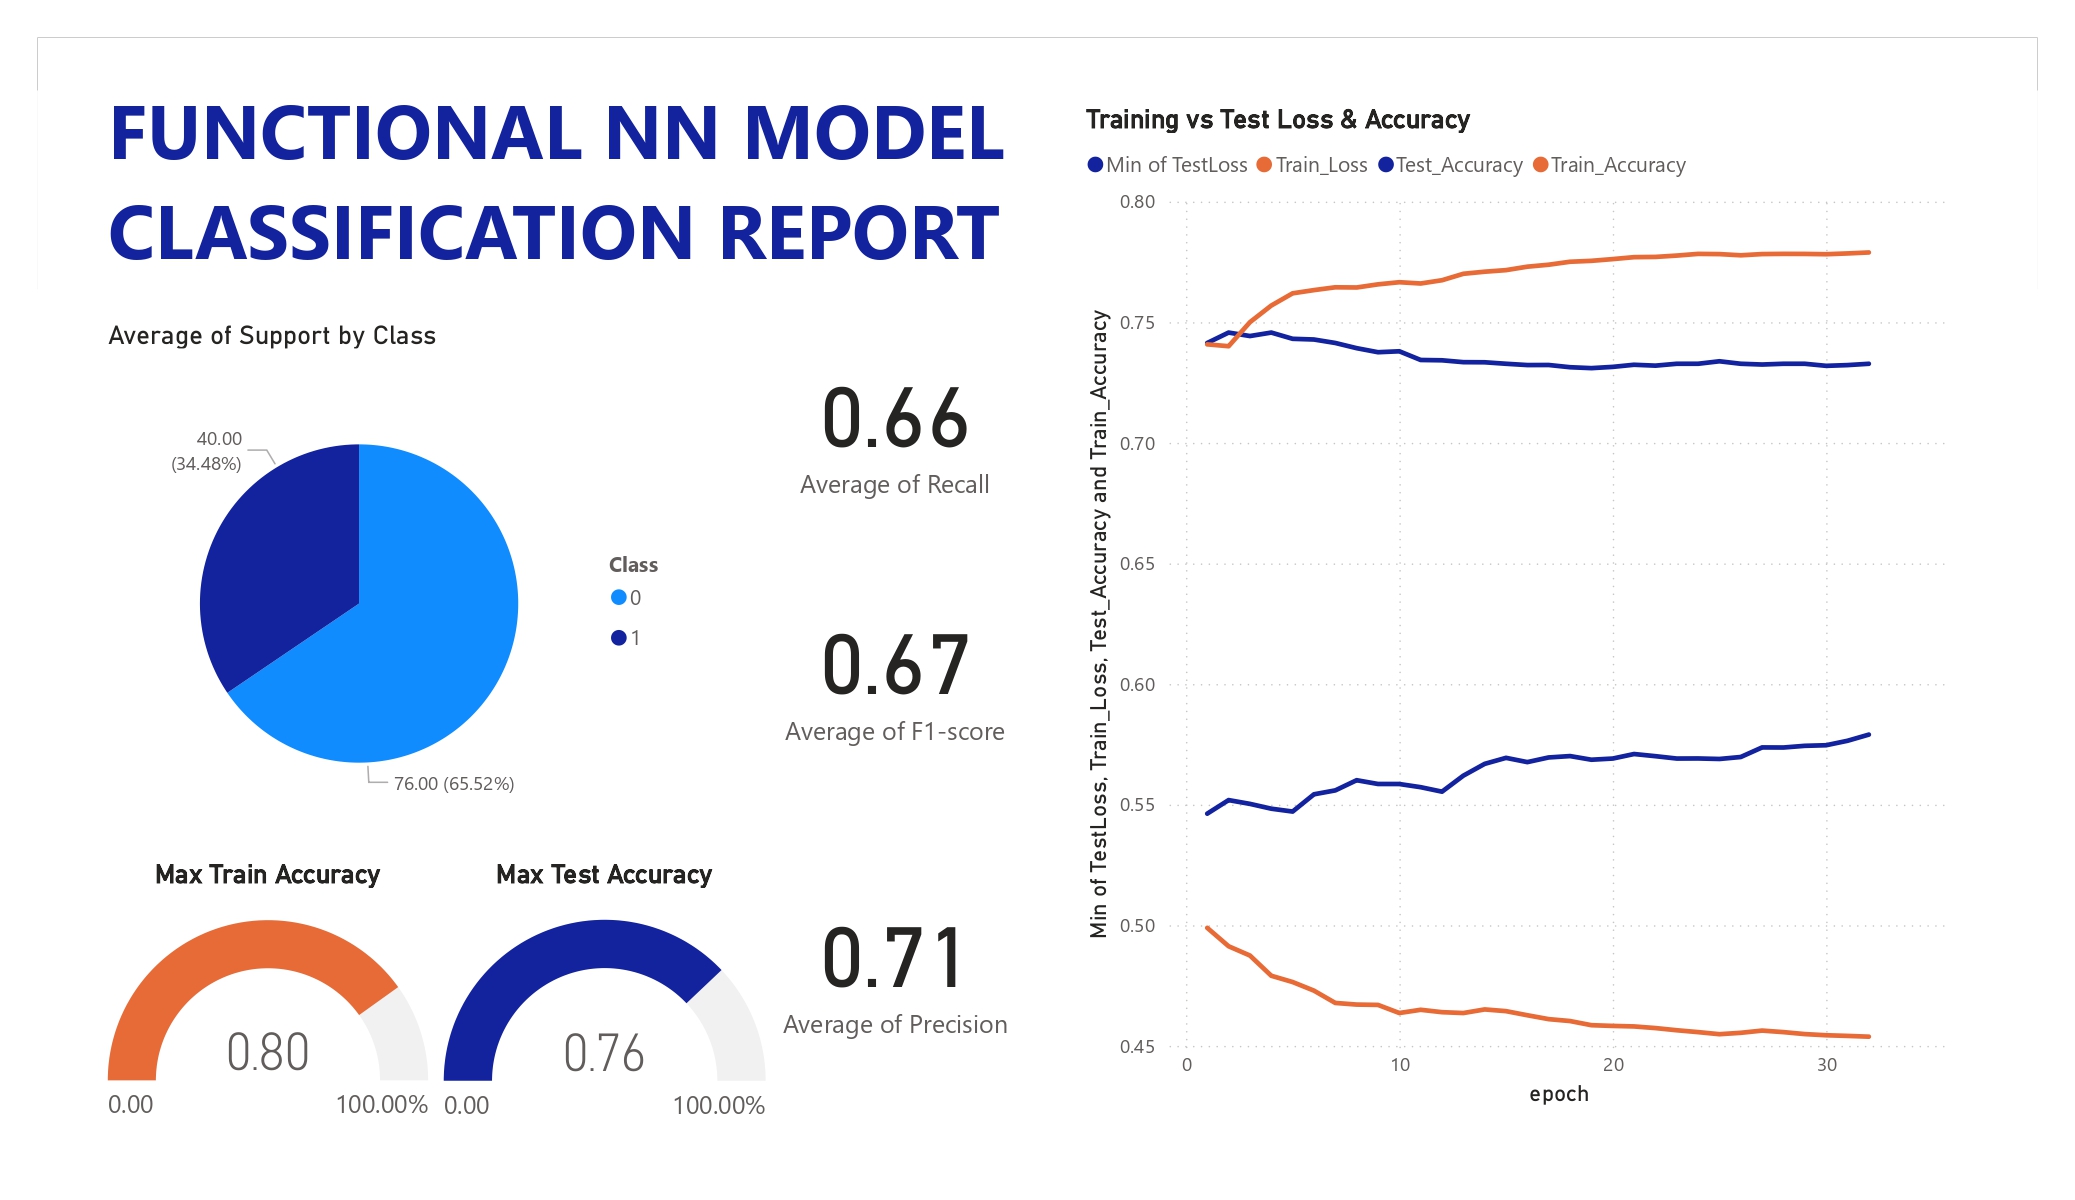 FUNCTIONAL NN MODEL
CLASSIFICATION REPORT
Average of Support by Class
40.00
(34.48%)
76.00 (65.52%)
Class
0
1
0.66
Average of Recall
0.67
Average of F1-score
0.71
Average of Precision
Max Train Accuracy
0.80
0.00
100.00%
Max Test Accuracy
0.76
0.00
100.00%
Training vs Test Loss & Accuracy
Min of TestLoss Train_Loss Test_Accuracy Train_Accuracy
Min of TestLoss, Train_Loss, Test_Accuracy and Train_Accuracy
0.80
0.75
0.70
0.65
0.60
0.55
0.50
0.45
0 10 20 30
epoch